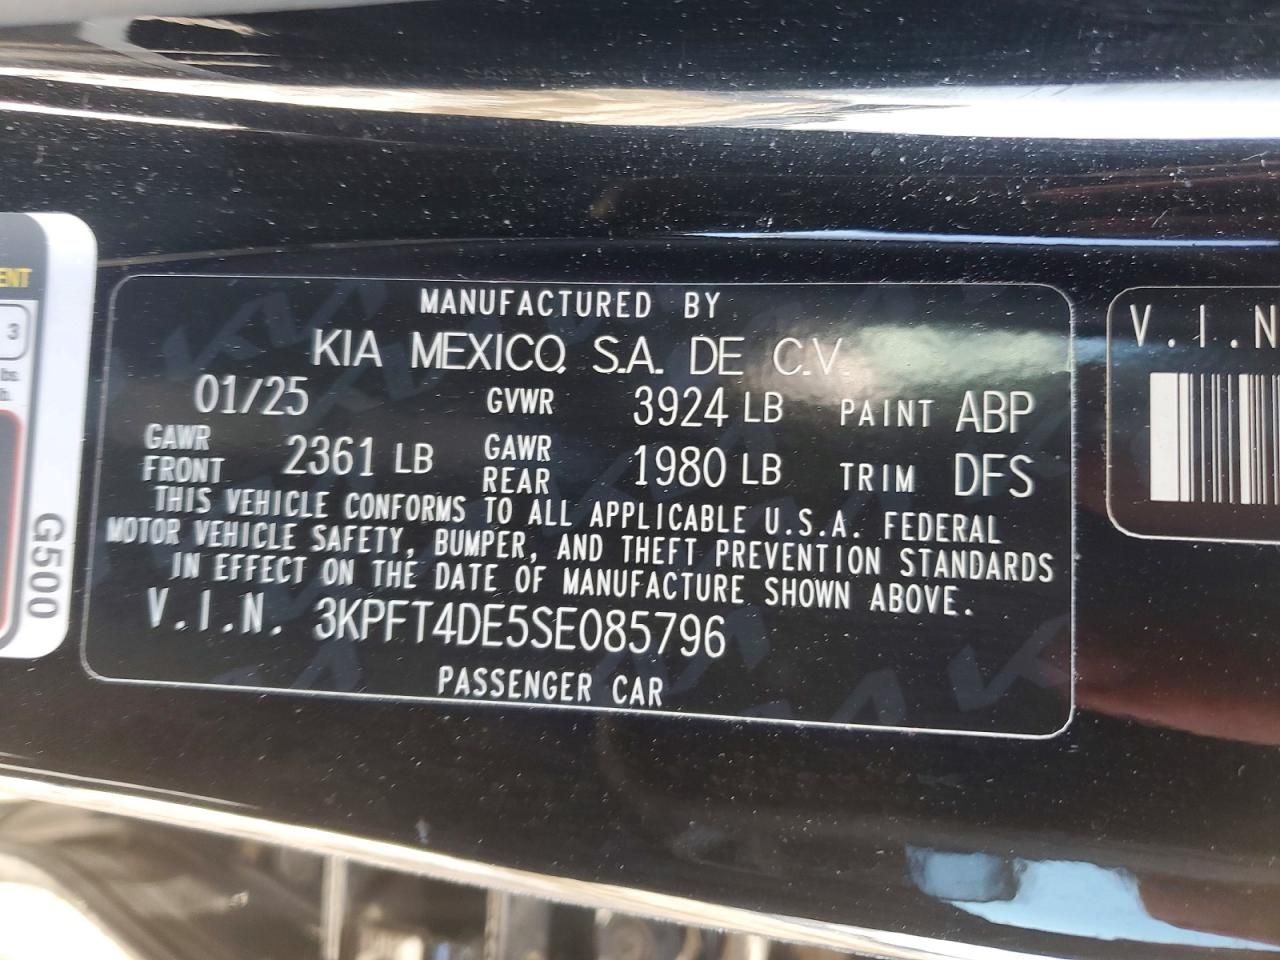 MANUFACTURED BY
KIA MEXICO, S.A. DE C.V.
01/25 GVWR 3924 LB PAINT ABP
GAWR FRONT 2361 LB GAWR REAR 1980 LB TRIM DFS
THIS VEHICLE CONFORMS TO ALL APPLICABLE U.S.A. FEDERAL
MOTOR VEHICLE SAFETY, BUMPER, AND THEFT PREVENTION STANDARDS
IN EFFECT ON THE DATE OF MANUFACTURE SHOWN ABOVE.
V.I.N. 3KPFT4DE5SE085796
PASSENGER CAR
V.I.N
3
G500